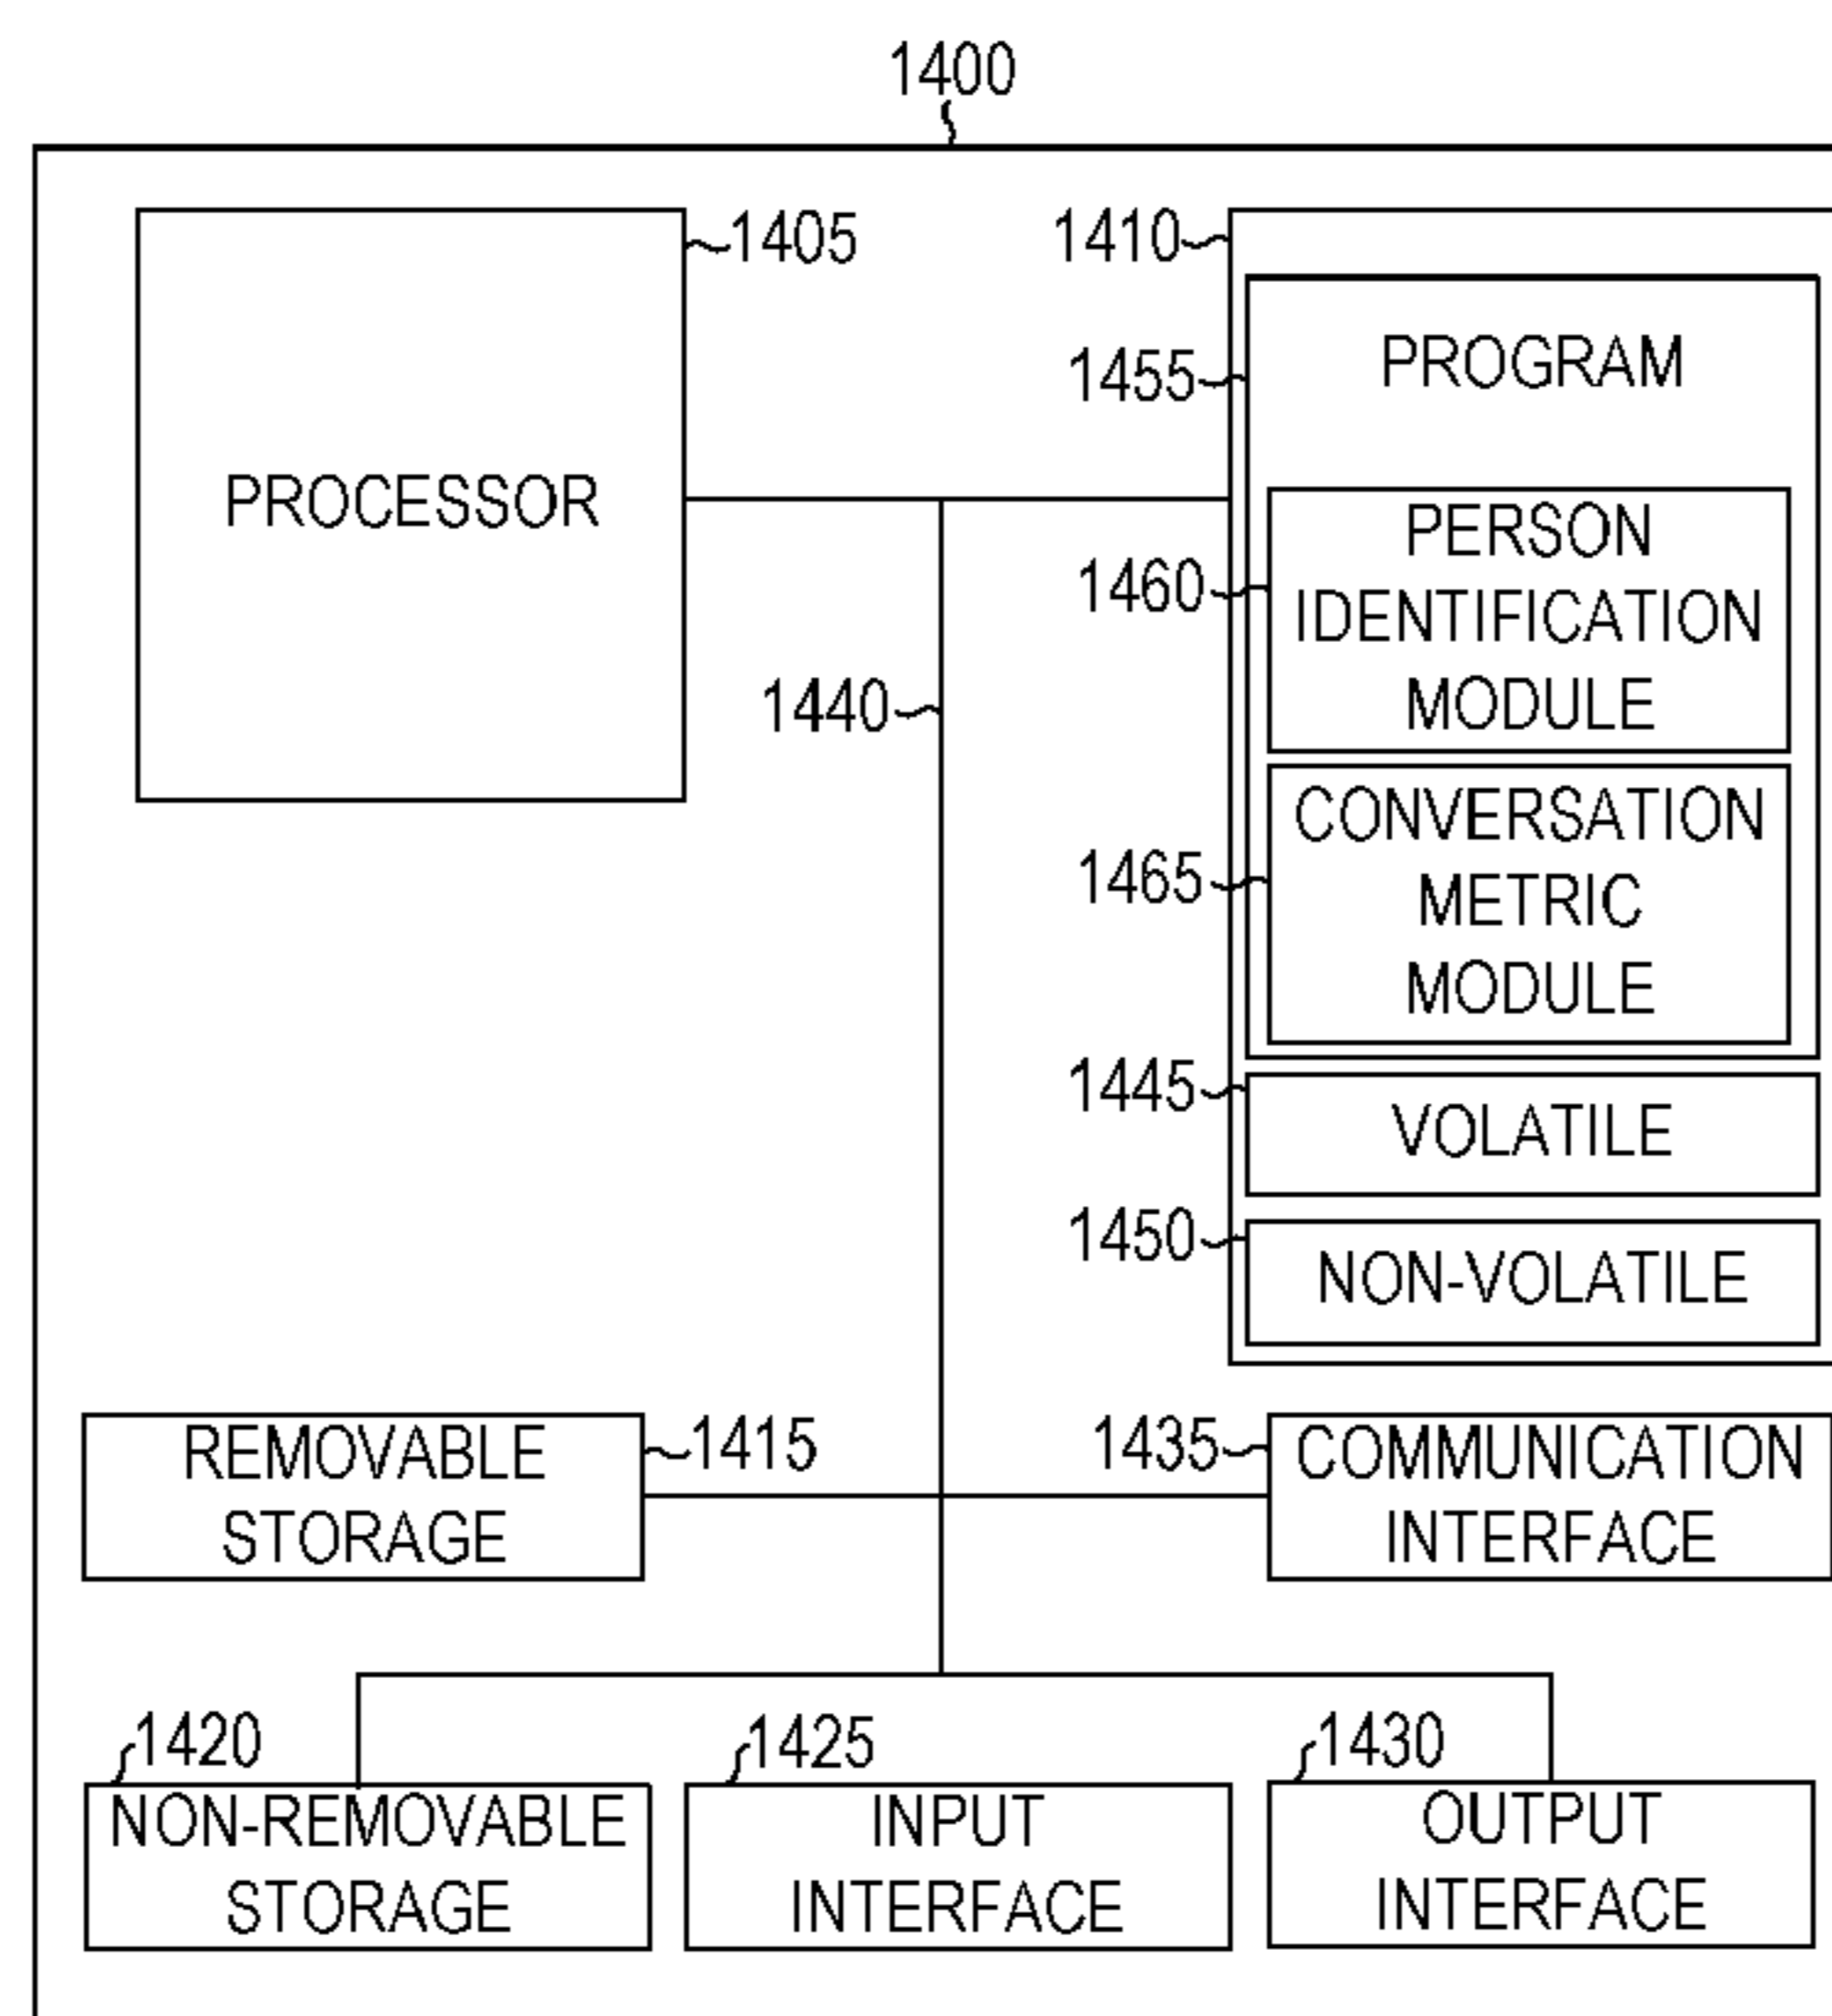 1400
1405
1410
PROCESSOR
1455
PROGRAM
1460
PERSON
IDENTIFICATION
MODULE
1440
1465
CONVERSATION
METRIC
MODULE
1445
VOLATILE
1450
NON-VOLATILE
REMOVABLE
STORAGE
1415
1435
COMMUNICATION
INTERFACE
1420
NON-REMOVABLE
STORAGE
1425
INPUT
INTERFACE
1430
OUTPUT
INTERFACE